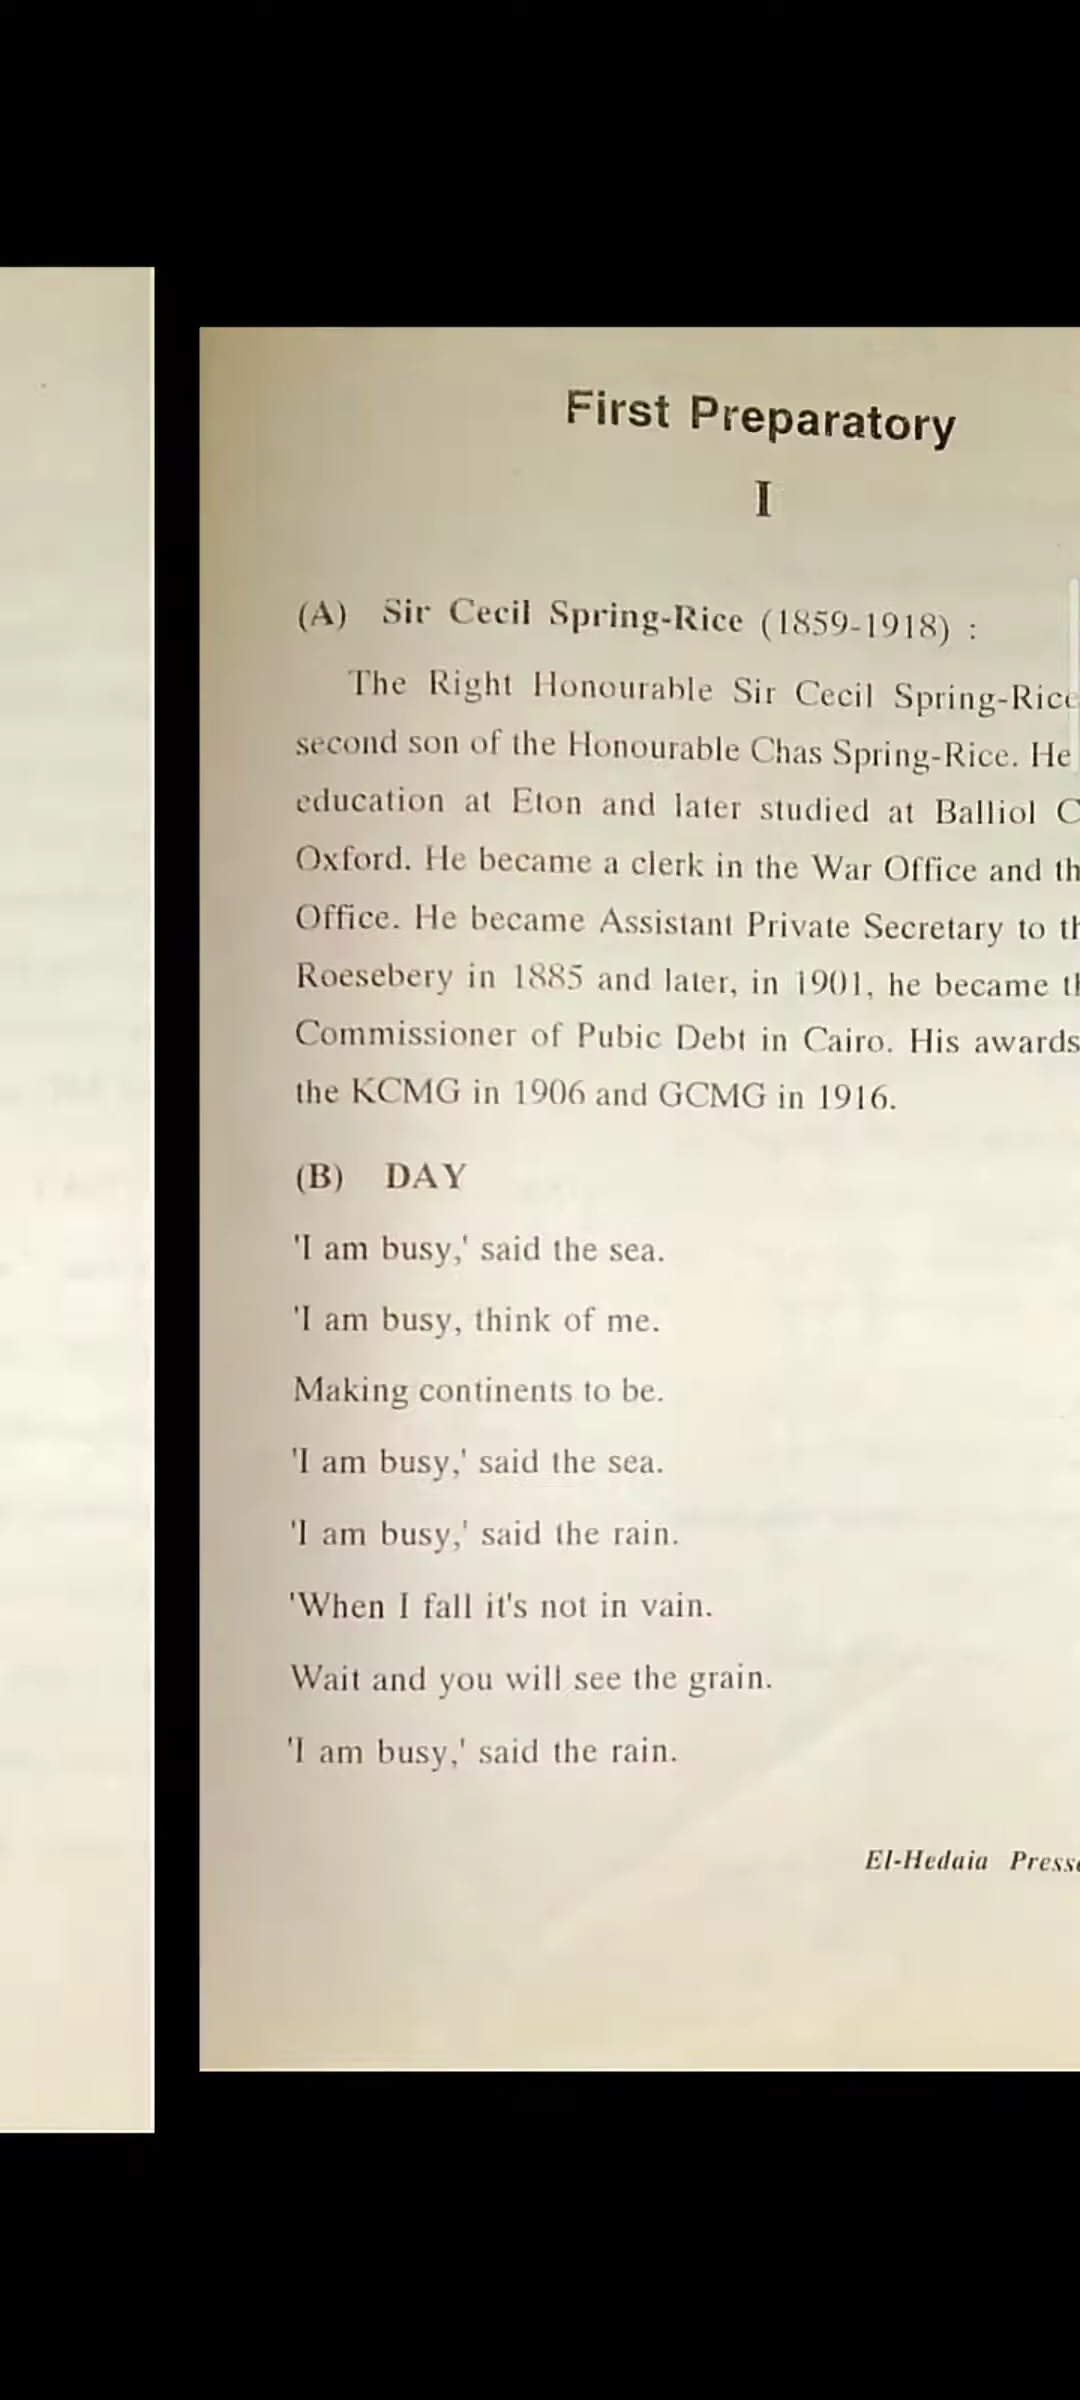 First Preparatory
I
(A) Sir Cecil Spring-Rice (1859-1918) :
The Right Honourable Sir Cecil Spring-Rice
second son of the Honourable Chas Spring-Rice. He
education at Eton and later studied at Balliol
Oxford. He became a clerk in the War Office and
Office. He became Assistant Private Secretary to
Roesebery in 1885 and later, in 1901, he became
Commissioner of Pubic Debt in Cairo. His awards
the KCMG in 1906 and GCMG in 1916.
(B) DAY
'I am busy,' said the sea.
'I am busy, think of me.
Making continents to be.
'I am busy,' said the sea.
'I am busy,' said the rain.
'When I fall it's not in vain.
Wait and you will see the grain.
'I am busy,' said the rain.
El-Hedaia